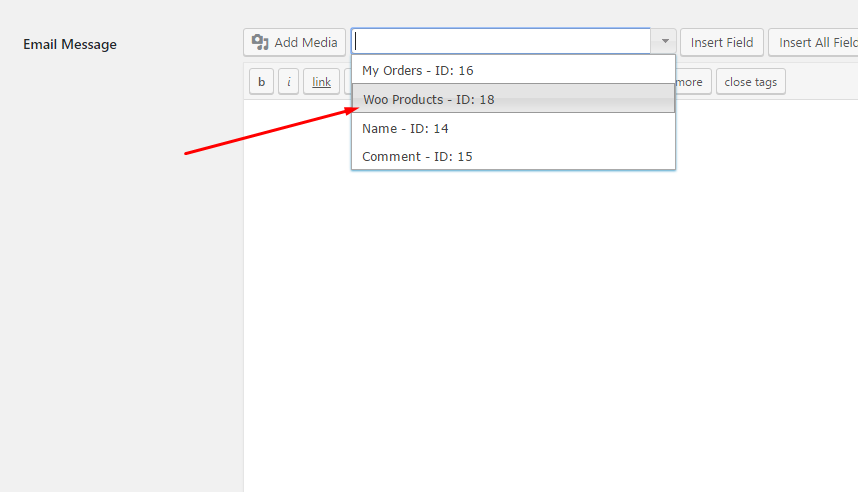 Email Message
Add Media
Insert Field
Insert All Field
b
i
link
more
close tags
My Orders - ID: 16
Woo Products - ID: 18
Name - ID: 14
Comment - ID: 15